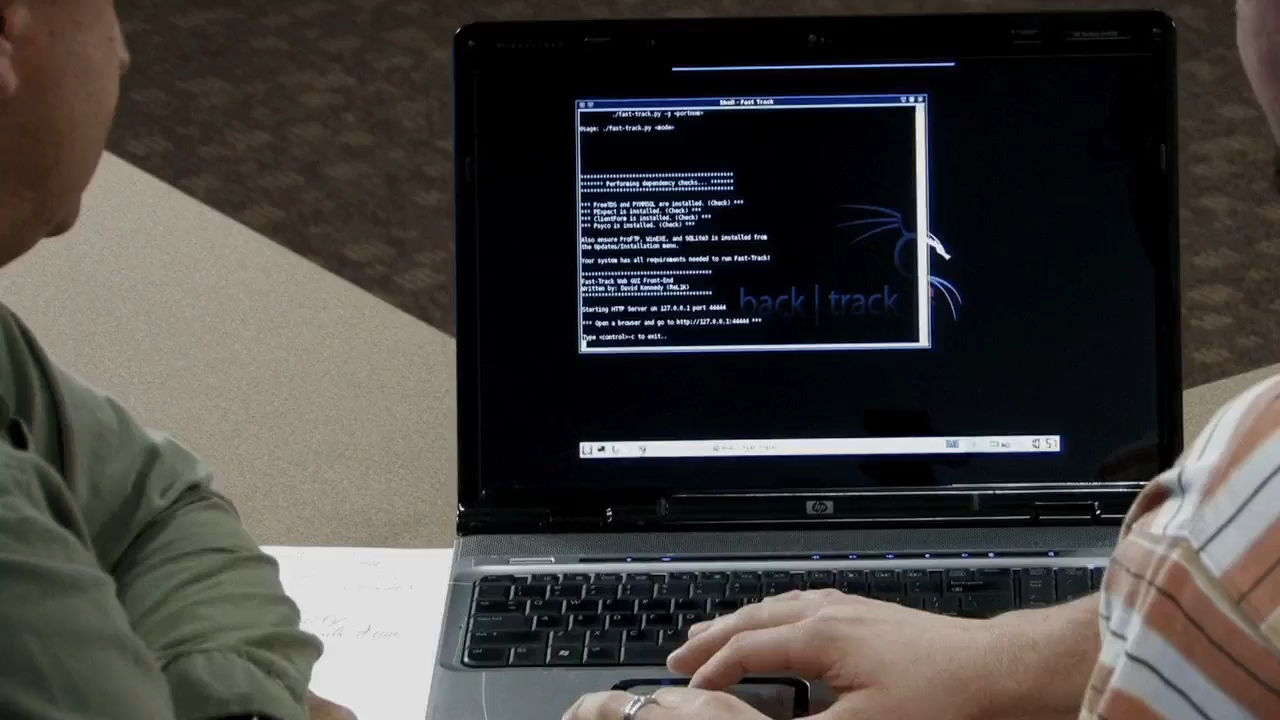 Shell - Fast Track
./fast-track.py -g <portnum>
Usage: ./fast-track.py <mode>
******* Performing dependency checks... *******
*** FreeTDS and PYMMSQL are installed. (Check) ***
*** PExpect is installed. (Check) ***
*** ClientForm is installed. (Check) ***
*** Psyco is installed. (Check) ***
Also ensure ProFTP, WinEXE, and SQLite3 is installed from
the Updates/Installation menu.
Your system has all requirements needed to run Fast-Track!
Fast-Track Web GUI Front-End
Written by: David Kennedy (ReL1K)
Starting HTTP Server on 127.0.0.1 port 44444
*** Open a browser and go to http://127.0.0.1:44444 ***
Type <control>-c to exit..
back | track
hp